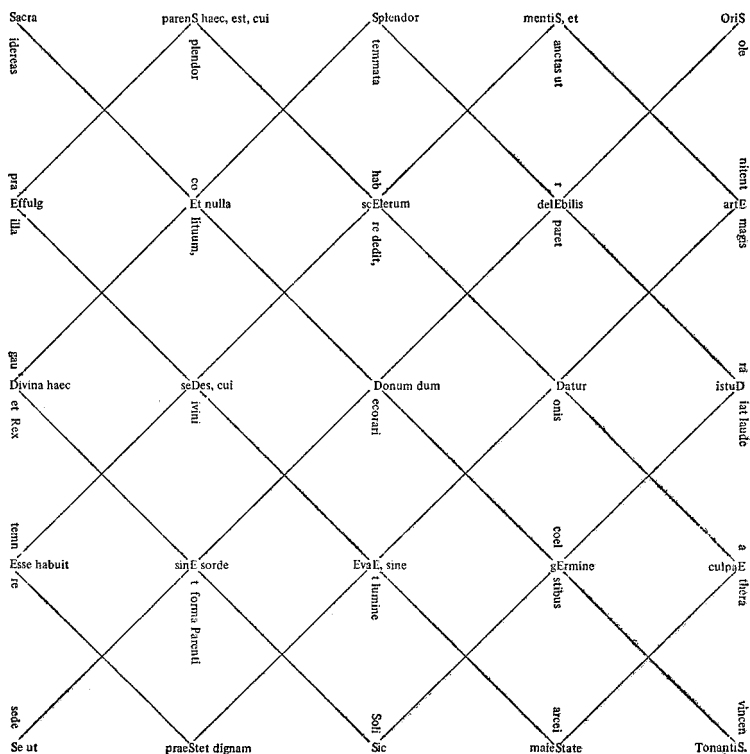 Sacra parenS haec, est, cui Splendor mentiS, et OriS
idereas plendor temmata anctas ut ole
pra co hab r nitent
Effulg Et nulla scElerum delEbilis artE
illa lituum, re dedit, paret magis
gau rā
Divina haec seDes, cui Donum dum Datur istuD
et Rex ivini ecorari onis iat laude
temn coel a
Esse habuit sinE sorde EvaE, sine gErmine culpaE
re t forma Parenti t lumine stibus thera
sede Soli arcei vincen
Se ut praeStet dignam Sic maieState TonantiS.